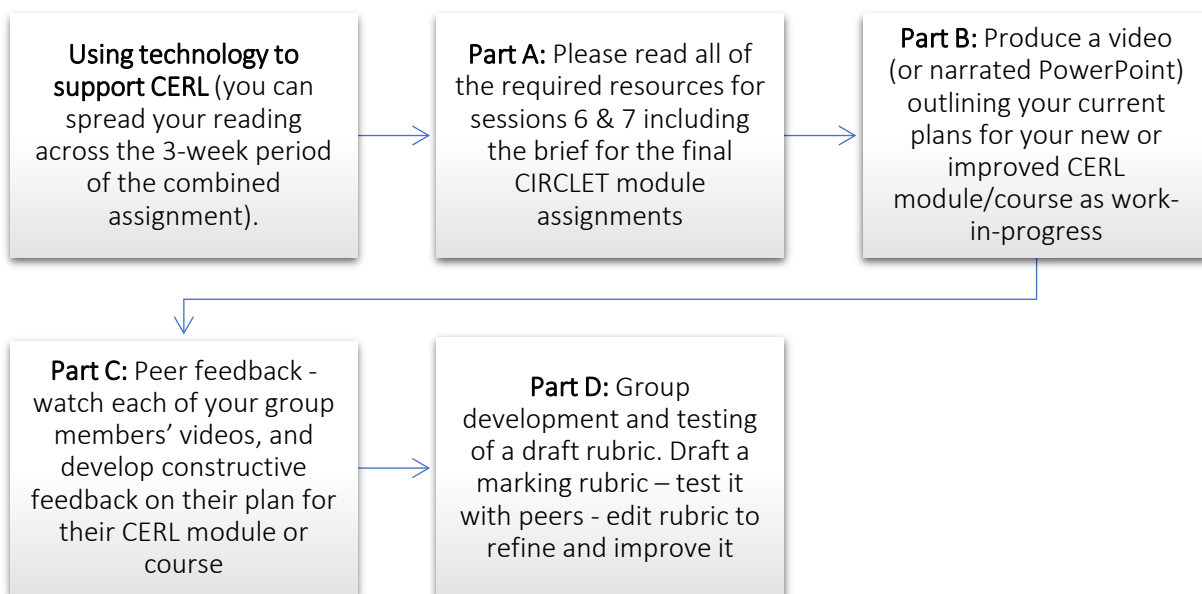 Using technology to
support CERL (you can
spread your reading
across the 3-week period
of the combined
assignment).
Part A: Please read all of
the required resources for
sessions 6 & 7 including
the brief for the final
CIRCLET module
assignments
Part B: Produce a video
(or narrated PowerPoint)
outlining your current
plans for your new or
improved CERL
module/course as work-
in-progress
Part C: Peer feedback -
watch each of your group
members’ videos, and
develop constructive
feedback on their plan for
their CERL module or
course
Part D: Group
development and testing
of a draft rubric. Draft a
marking rubric – test it
with peers - edit rubric to
refine and improve it